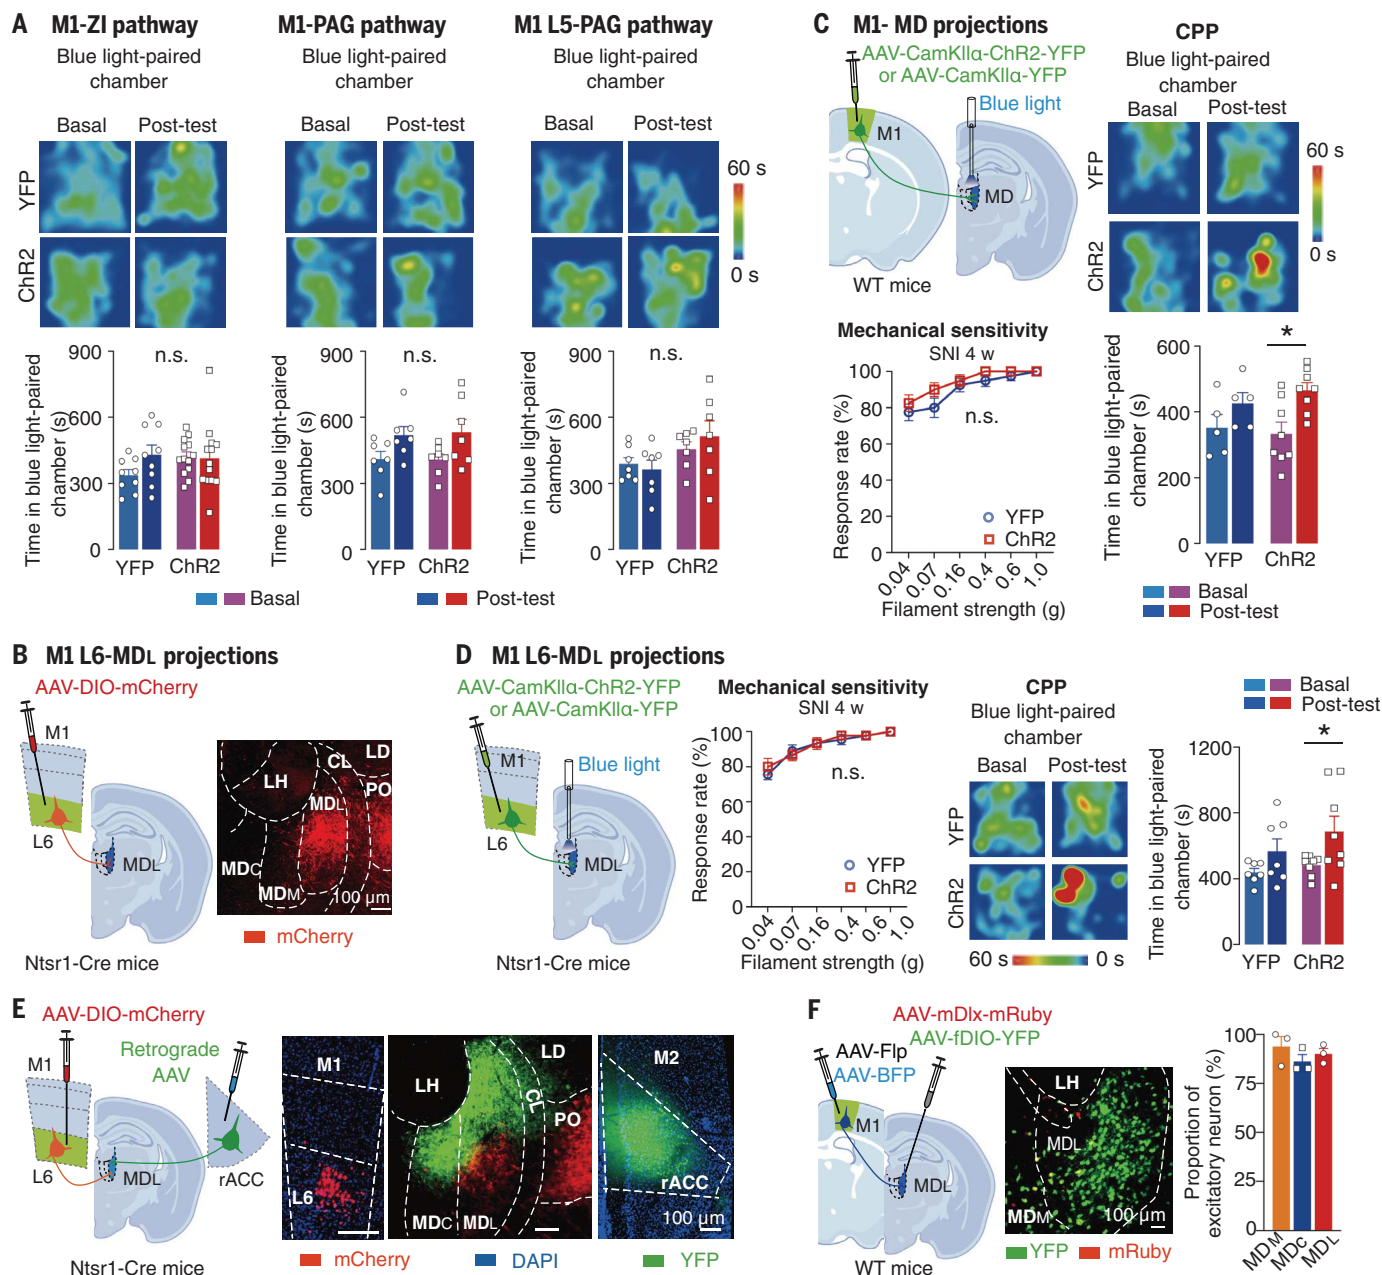 A M1-ZI pathway
Blue light-paired
chamber
Basal Post-test
M1-PAG pathway
Blue light-paired
chamber
Basal Post-test
M1 L5-PAG pathway
Blue light-paired
chamber
Basal Post-test
YFP
ChR2
60 s
0 s
Time in blue light-paired
chamber (s)
900
600
300
0
n.s.
YFP ChR2
Time in blue light-paired
chamber (s)
900
600
300
0
n.s.
YFP ChR2
Time in blue light-paired
chamber (s)
900
600
300
0
n.s.
YFP ChR2
Basal
Post-test
C M1- MD projections
AAV-CamKIIα-ChR2-YFP
or AAV-CamKIIα-YFP
Blue light
M1
MD
WT mice
CPP
Blue light-paired
chamber
Basal Post-test
YFP
ChR2
60 s
0 s
Mechanical sensitivity
SNI 4 w
Response rate (%)
100
80
60
40
20
0
n.s.
YFP
ChR2
0.04 0.07 0.16 0.4 0.6 1.0
Filament strength (g)
Time in blue light-paired
chamber (s)
600
400
200
0
*
YFP ChR2
Basal
Post-test
B M1 L6-MDL projections
AAV-DIO-mCherry
M1
L6
MDL
Ntsr1-Cre mice
LH
CL
LD
MDL
PO
MDC
MDM
100 µm
mCherry
D M1 L6-MDL projections
AAV-CamKIIα-ChR2-YFP
or AAV-CamKIIα-YFP
M1
Blue light
L6
MDL
Ntsr1-Cre mice
Mechanical sensitivity
SNI 4 w
Response rate (%)
100
80
60
40
20
0
n.s.
YFP
ChR2
0.04 0.07 0.16 0.4 0.6 1.0
Filament strength (g)
CPP
Blue light-paired
chamber
Basal Post-test
YFP
ChR2
60 s 0 s
Basal
Post-test
Time in blue light-paired
chamber (s)
1200
800
400
0
*
YFP ChR2
E AAV-DIO-mCherry
M1
Retrograde
AAV
L6
MDL
rACC
Ntsr1-Cre mice
M1
L6
LH
LD
CL
PO
MDC MDL
M2
rACC
100 µm
mCherry DAPI YFP
F AAV-mDlx-mRuby
AAV-fDIO-YFP
AAV-Flp
AAV-BFP
M1
MDL
WT mice
LH
MDL
MDM
100 µm
YFP mRuby
Proportion of
excitatory neuron (%)
100
75
50
25
0
MDM MDC MDL